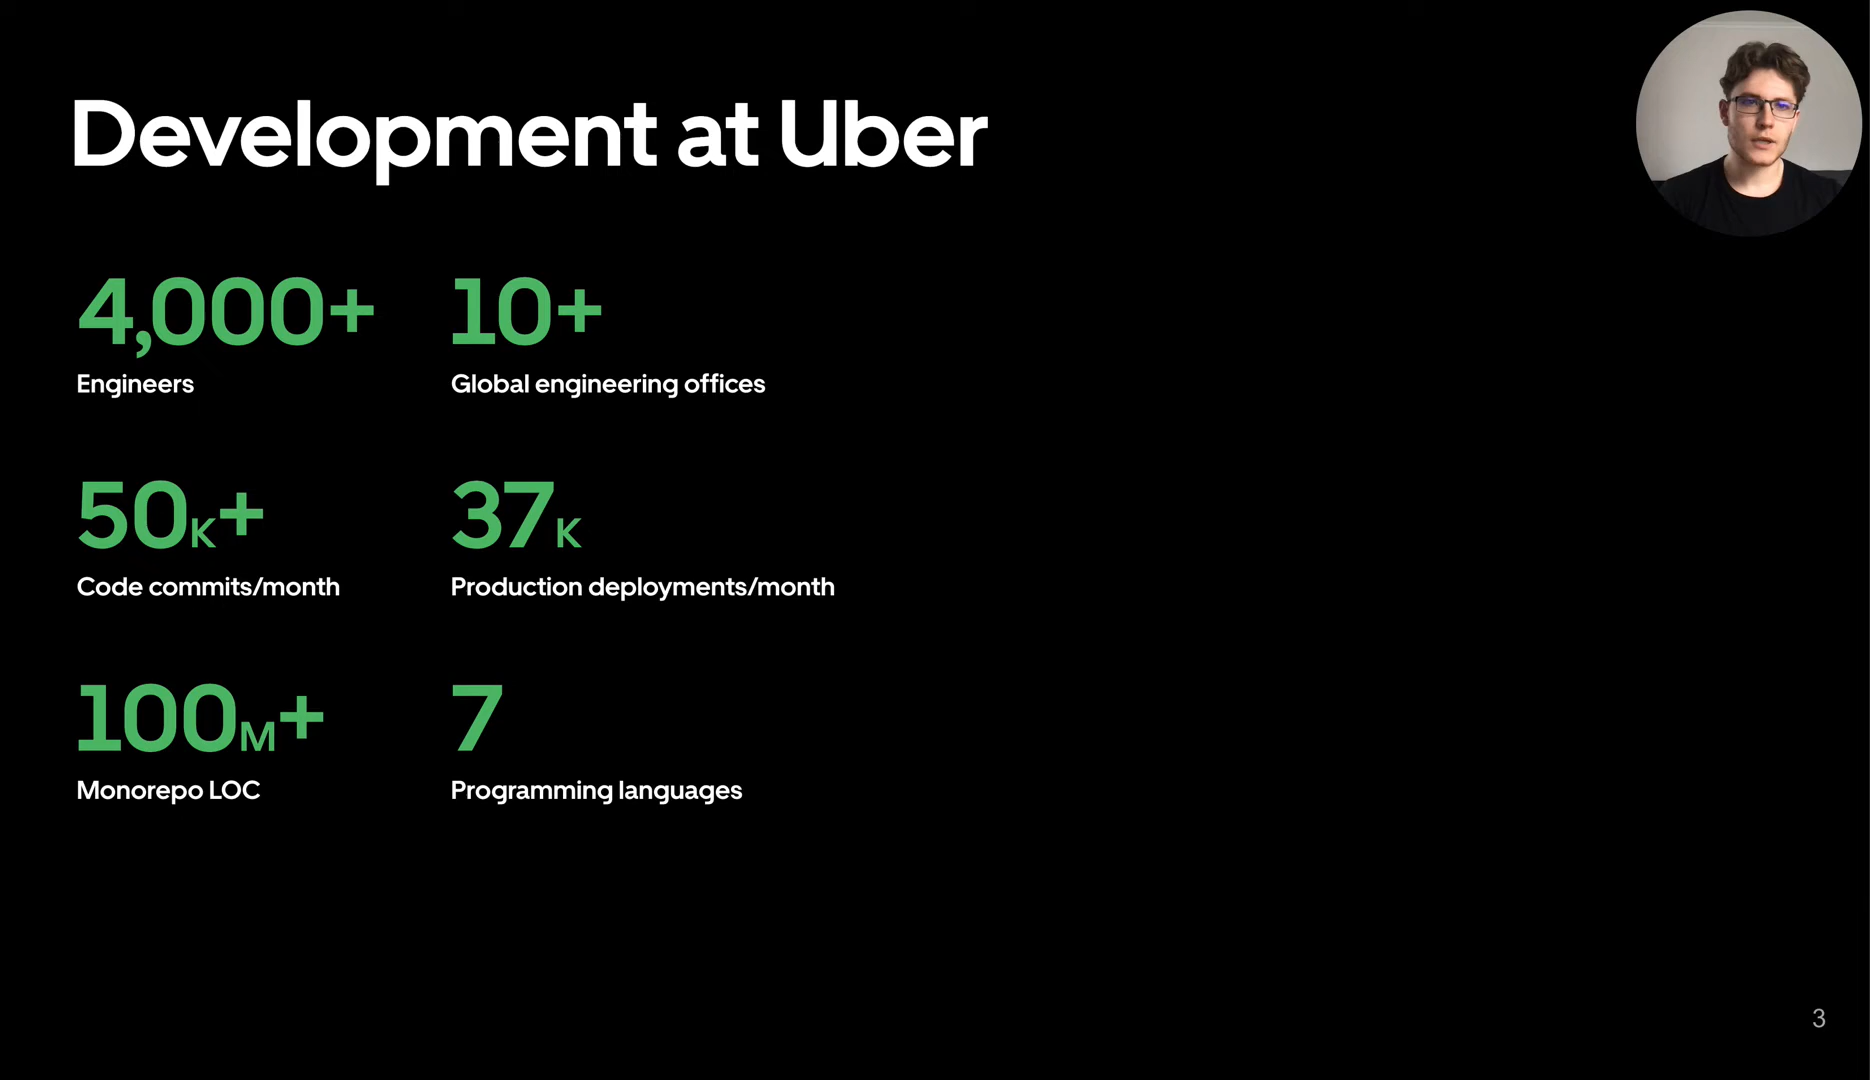 Development at Uber
4,000+
Engineers
10+
Global engineering offices
50K+
Code commits/month
37K
Production deployments/month
100M+
Monorepo LOC
7
Programming languages
3